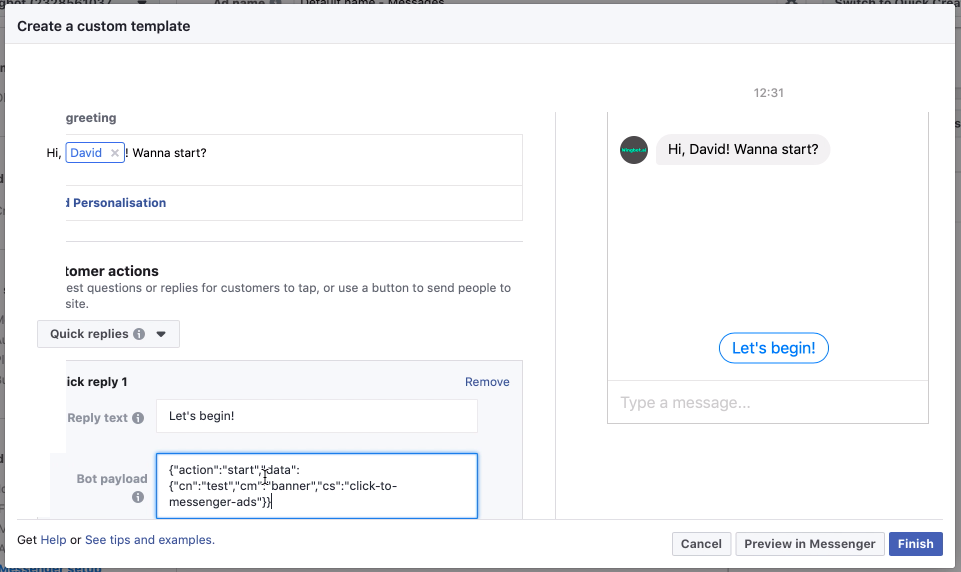 Create a custom template
greeting
Hi, David × ! Wanna start?
Personalisation
tomer actions
est questions or replies for customers to tap, or use a button to send people to
site.
Quick replies
ick reply 1
Remove
Reply text
Let's begin!
Bot payload
{"action":"start","data":
{"cn":"test","cm":"banner","cs":"click-to-
messenger-ads"}}
Get Help or See tips and examples.
12:31
Hi, David! Wanna start?
Let's begin!
Type a message...
Cancel
Preview in Messenger
Finish